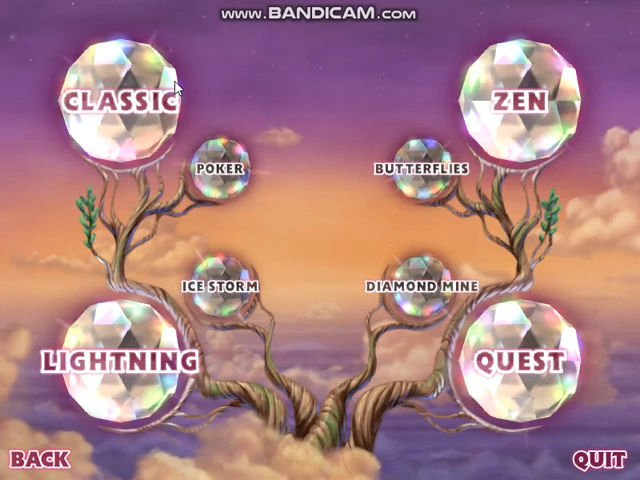 www.BANDICAM.com
CLASSIC
ZEN
POKER
BUTTERFLIES
ICE STORM
DIAMOND MINE
LIGHTNING
QUEST
BACK
QUIT